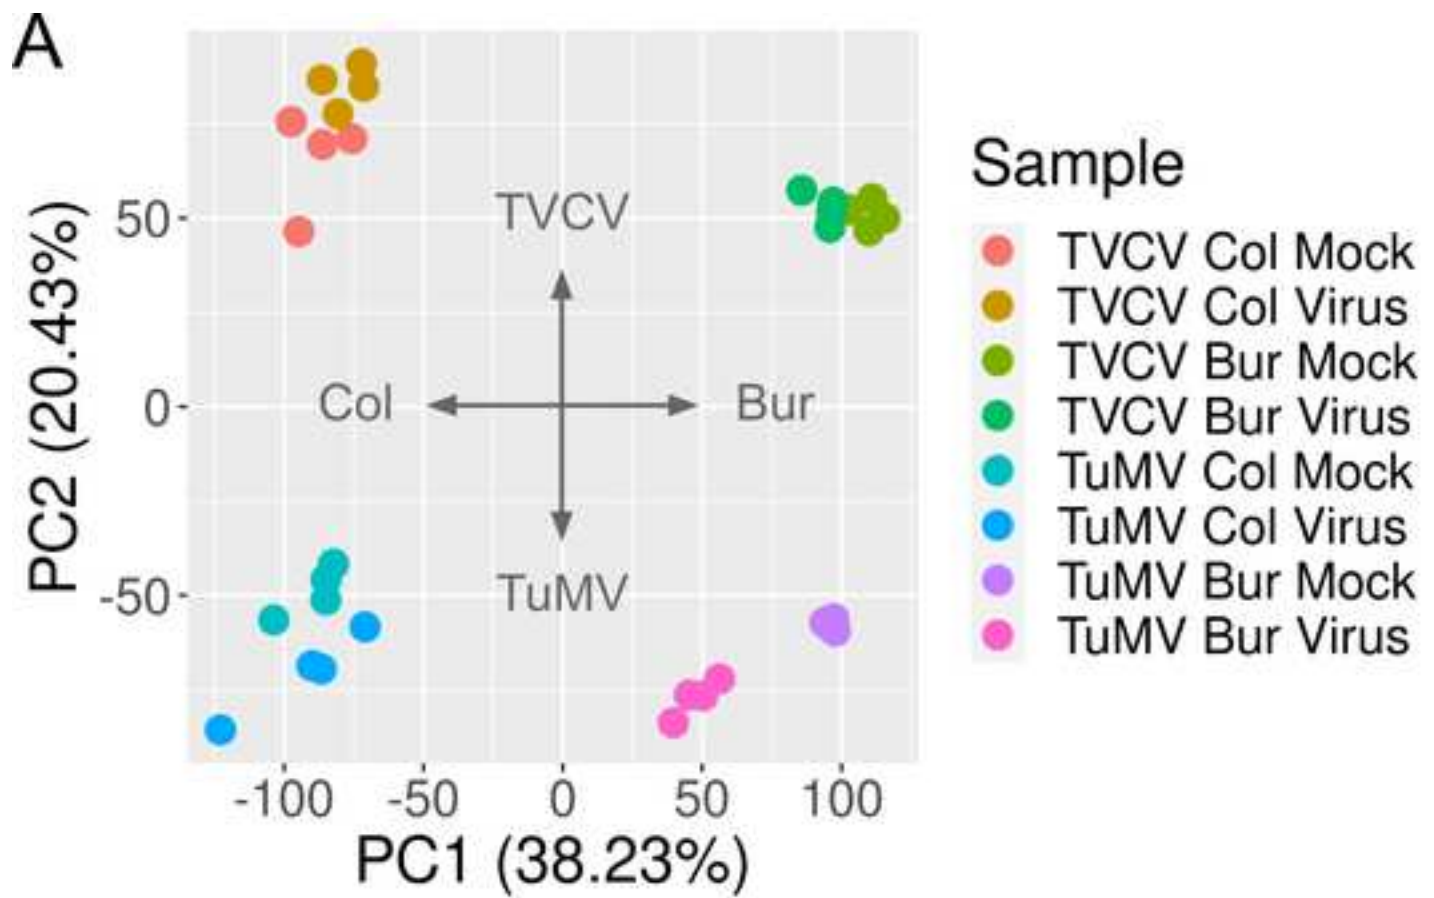 A
PC2 (20.43%)
50
0
-50
TVCV
Col
Bur
TuMV
-100
-50
0
50
100
PC1 (38.23%)
Sample
TVCV Col Mock
TVCV Col Virus
TVCV Bur Mock
TVCV Bur Virus
TuMV Col Mock
TuMV Col Virus
TuMV Bur Mock
TuMV Bur Virus